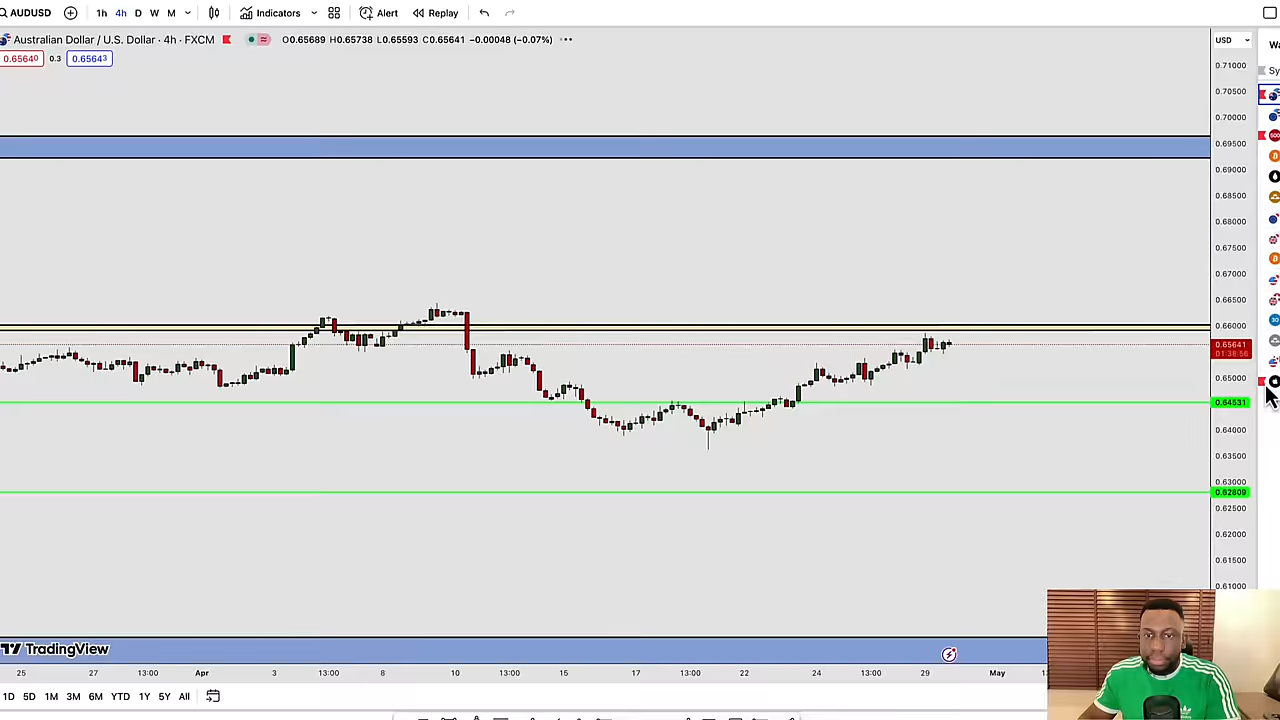 AUDUSD 1h 4h D W M Indicators Alert Replay
Australian Dollar / U.S. Dollar · 4h · FXCM O0.65689 H0.65738 L0.65593 C0.65641 −0.00048 (−0.07%)
0.65640 0.3 0.65643
USD
Wa
Sy
0.71000
0.70500
0.70000
0.69500
0.69000
0.68500
0.68000
0.67500
0.67000
0.66500
0.66000
0.65641
01:38:56
0.65000
0.64531
0.64000
0.63500
0.63000
0.62809
0.62500
0.62000
0.61500
0.61000
TradingView
25 27 13:00 Apr 3 13:00 8 10 15 17 13:00 22 24 13:00 29 May
1D 5D 1M 3M 6M YTD 1Y 5Y All